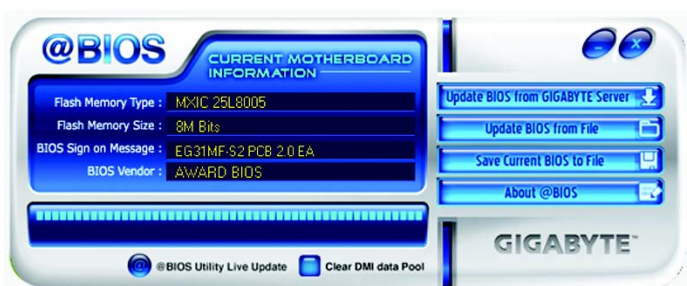 @BIOS
CURRENT MOTHERBOARD
INFORMATION
Flash Memory Type : MXIC 25L8005
Flash Memory Size : 8M Bits
BIOS Sign on Message : EG31MF-S2 PCB 2.0 EA
BIOS Vendor : AWARD BIOS
Update BIOS from GIGABYTE Server
Update BIOS from File
Save Current BIOS to File
About @BIOS
@BIOS Utility Live Update
Clear DMI data Pool
GIGABYTE™